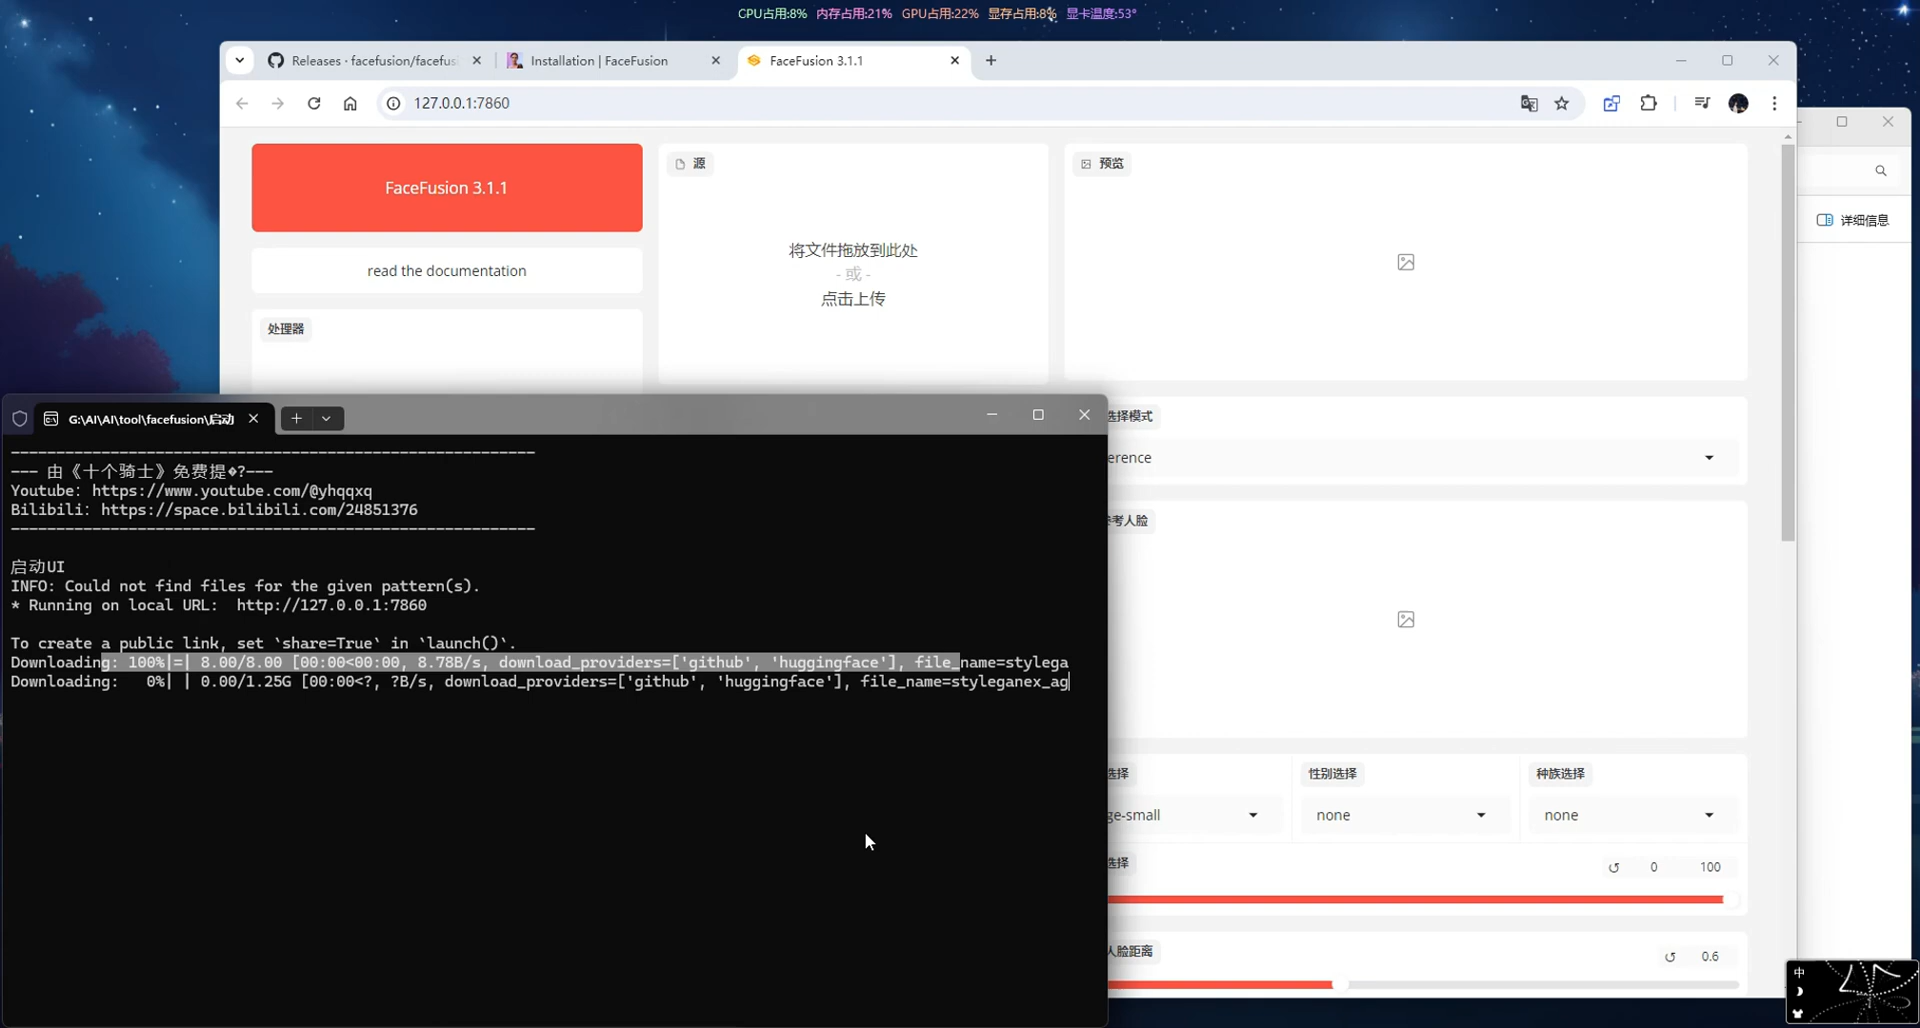 CPU占用:8% 内存占用:21% GPU占用:22% 显存占用:8% 显卡温度:53°
Releases · facefusion/facefus
Installation | FaceFusion
FaceFusion 3.1.1
127.0.0.1:7860
FaceFusion 3.1.1
read the documentation
处理器
源
将文件拖放到此处
- 或 -
点击上传
预览
详细信息
选择模式
erence
参考人脸
选择
ge-small
性别选择
none
种族选择
none
选择
0
100
人脸距离
0.6
G:\AI\AI\tool\facefusion\启动
--- 由《十个骑士》免费提�?---
Youtube: https://www.youtube.com/@yhqqxq
Bilibili: https://space.bilibili.com/24851376
启动UI
INFO: Could not find files for the given pattern(s).
* Running on local URL: http://127.0.0.1:7860
To create a public link, set `share=True` in `launch()`.
Downloading: 100%|=| 8.00/8.00 [00:00<00:00, 8.78B/s, download_providers=['github', 'huggingface'], file_name=stylega
Downloading: 0%| | 0.00/1.25G [00:00<?, ?B/s, download_providers=['github', 'huggingface'], file_name=styleganex_ag
中